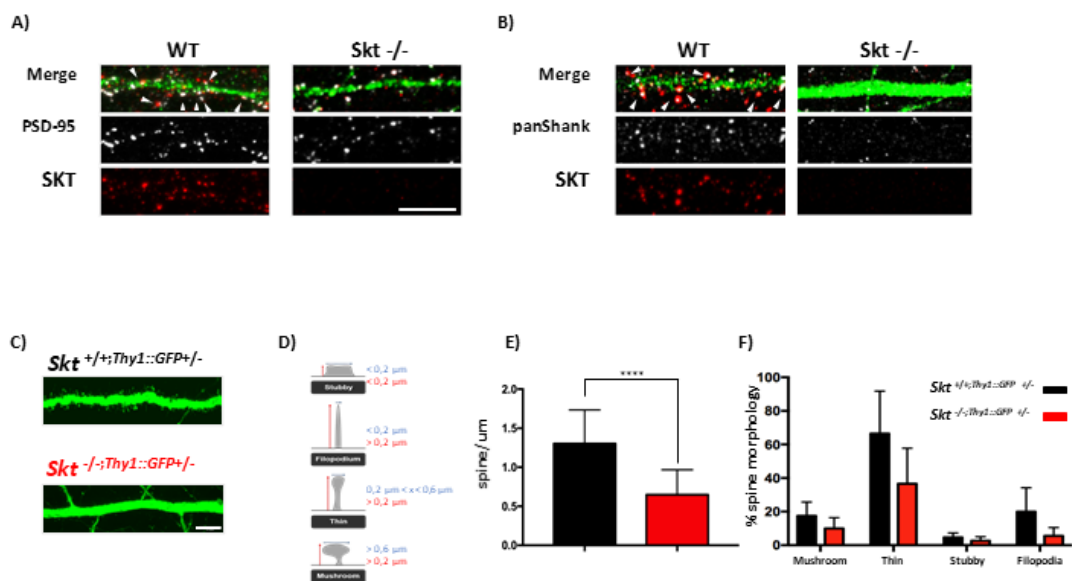 A)
WT
Skt -/-
Merge
PSD-95
SKT
B)
WT
Skt -/-
Merge
panShank
SKT
C)
Skt +/+;Thy1::GFP+/-
Skt -/-;Thy1::GFP+/-
D)
< 0,2 µm
< 0,2 µm
Stubby
< 0,2 µm
> 0,2 µm
Filopodium
0,2 µm < x < 0,6 µm
> 0,2 µm
Thin
> 0,6 µm
> 0,2 µm
Mushroom
E)
****
spine/um
2.0
1.5
1.0
0.5
0.0
F)
% spine morphology
100
80
60
40
20
0
Skt +/+;Thy1::GFP +/-
Skt -/-;Thy1::GFP +/-
Mushroom Thin Stubby Filopodia